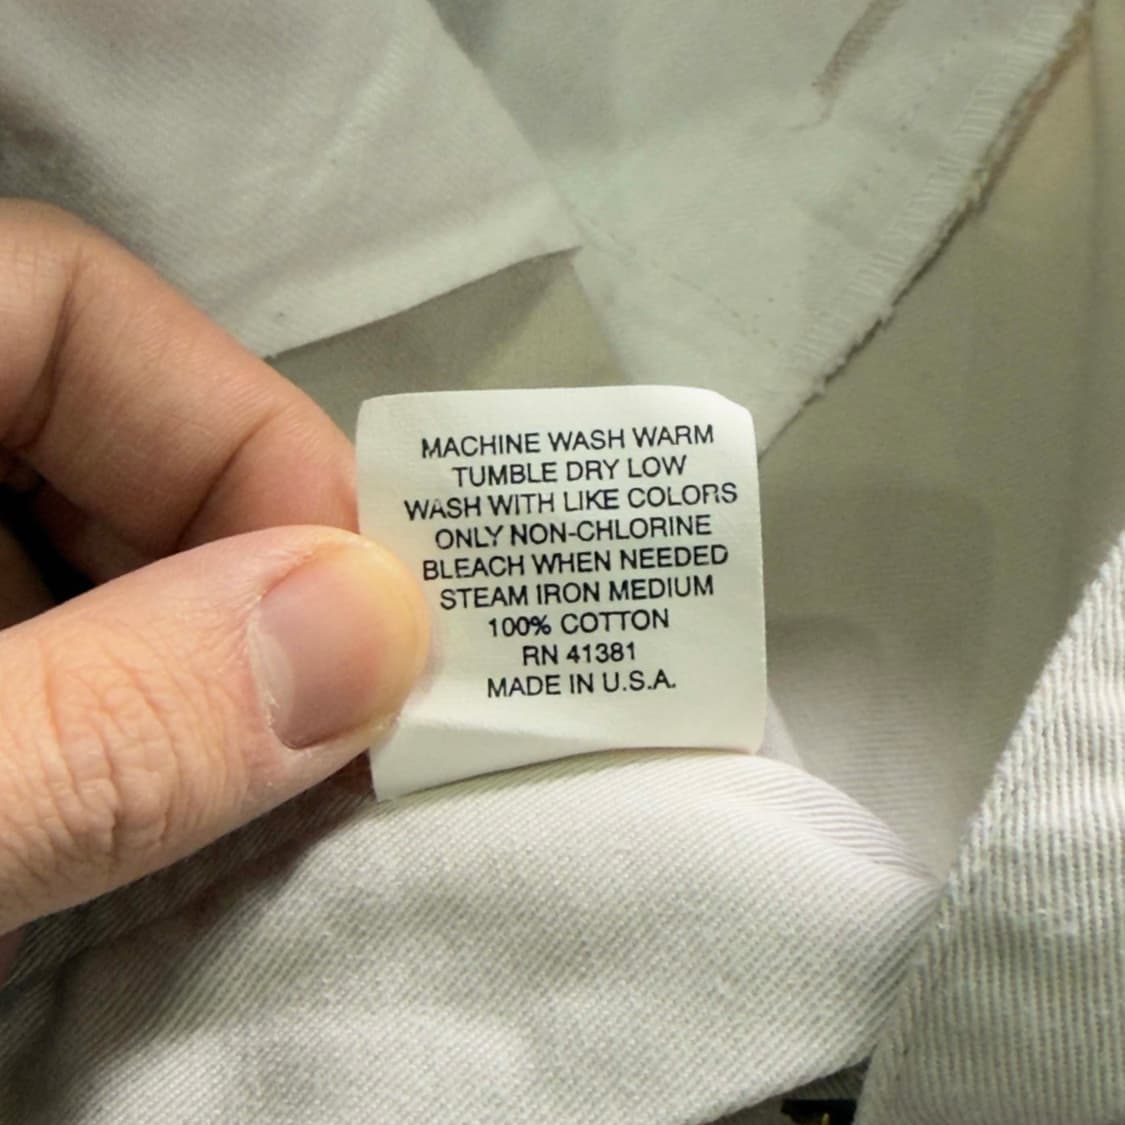 MACHINE WASH WARM
TUMBLE DRY LOW
WASH WITH LIKE COLORS
ONLY NON-CHLORINE
BLEACH WHEN NEEDED
STEAM IRON MEDIUM
100% COTTON
RN 41381
MADE IN U.S.A.